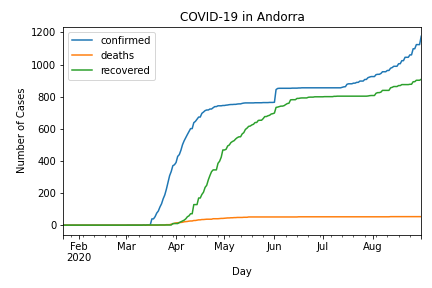 COVID-19 in Andorra
confirmed
deaths
recovered
Number of Cases
1200
1000
800
600
400
200
0
Feb Mar Apr May Jun Jul Aug
2020
Day